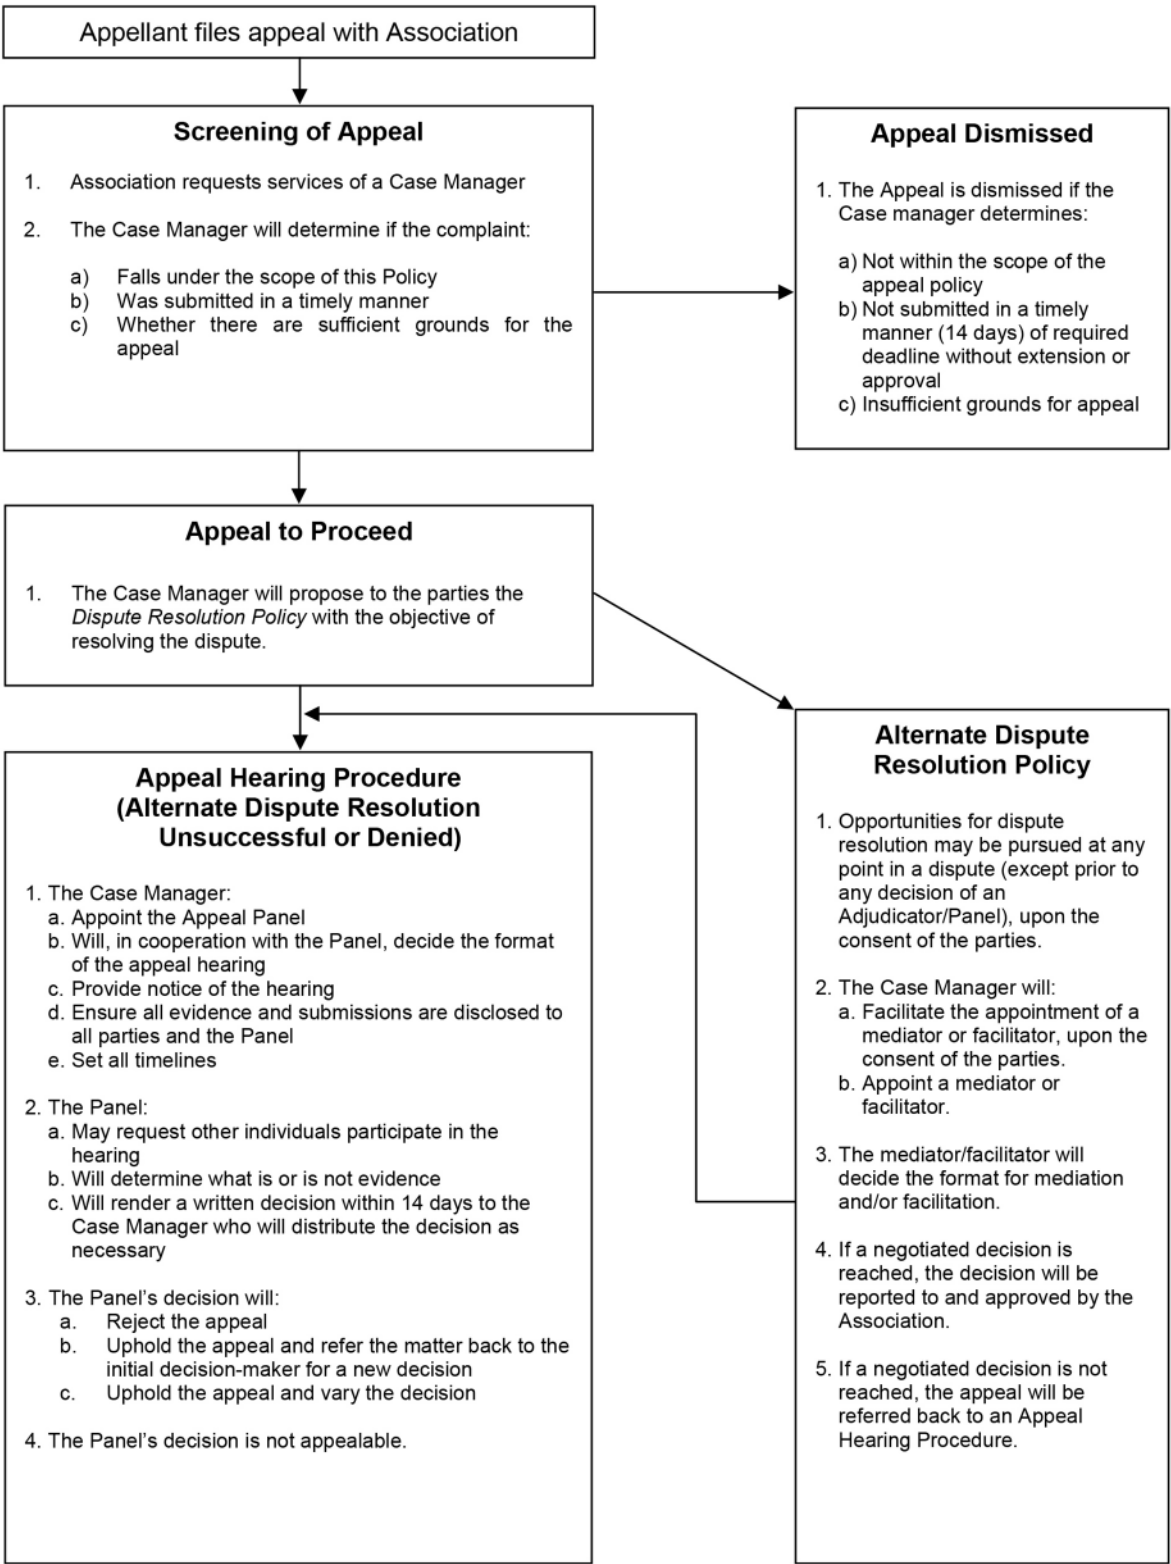 Appellant files appeal with Association
Screening of Appeal
1. Association requests services of a Case Manager
2. The Case Manager will determine if the complaint:
a) Falls under the scope of this Policy
b) Was submitted in a timely manner
c) Whether there are sufficient grounds for the
appeal
Appeal Dismissed
1. The Appeal is dismissed if the
Case manager determines:
a) Not within the scope of the
appeal policy
b) Not submitted in a timely
manner (14 days) of required
deadline without extension or
approval
c) Insufficient grounds for appeal
Appeal to Proceed
1. The Case Manager will propose to the parties the
Dispute Resolution Policy with the objective of
resolving the dispute.
Appeal Hearing Procedure
(Alternate Dispute Resolution
Unsuccessful or Denied)
1. The Case Manager:
a. Appoint the Appeal Panel
b. Will, in cooperation with the Panel, decide the format
of the appeal hearing
c. Provide notice of the hearing
d. Ensure all evidence and submissions are disclosed to
all parties and the Panel
e. Set all timelines
2. The Panel:
a. May request other individuals participate in the
hearing
b. Will determine what is or is not evidence
c. Will render a written decision within 14 days to the
Case Manager who will distribute the decision as
necessary
3. The Panel's decision will:
a. Reject the appeal
b. Uphold the appeal and refer the matter back to the
initial decision-maker for a new decision
c. Uphold the appeal and vary the decision
4. The Panel's decision is not appealable.
Alternate Dispute
Resolution Policy
1. Opportunities for dispute
resolution may be pursued at any
point in a dispute (except prior to
any decision of an
Adjudicator/Panel), upon the
consent of the parties.
2. The Case Manager will:
a. Facilitate the appointment of a
mediator or facilitator, upon the
consent of the parties.
b. Appoint a mediator or
facilitator.
3. The mediator/facilitator will
decide the format for mediation
and/or facilitation.
4. If a negotiated decision is
reached, the decision will be
reported to and approved by the
Association.
5. If a negotiated decision is not
reached, the appeal will be
referred back to an Appeal
Hearing Procedure.